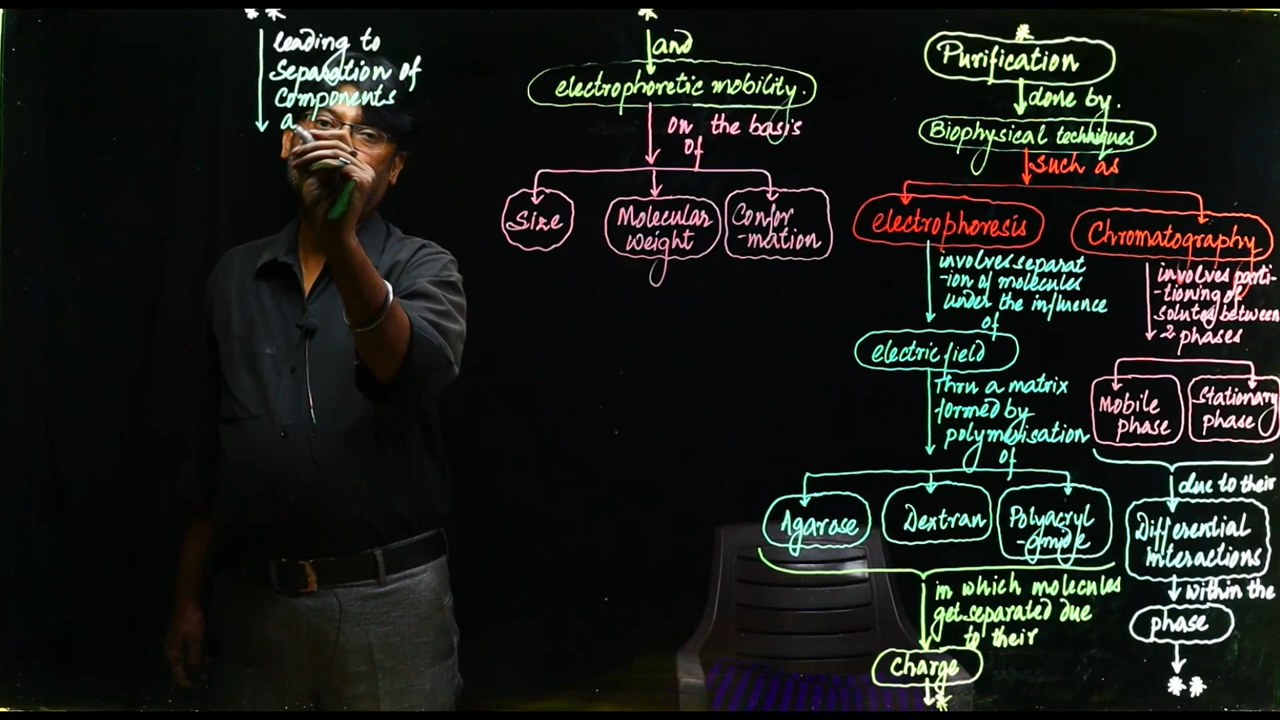 **
leading to
separation of
components
a
*
and
electrophoretic mobility.
on the basis
of
Size
Molecular
weight
Confor
-mation
*
Purification
done by.
Biophysical techniques
such as
electrophoresis
involves separat
-ion of molecules
under the influence
of
electric field
Thru a matrix
formed by
polymerisation
of
Agarose
Dextran
Polyacryl
-amide
in which molecules
get separated due
to their
Charge
*
Chromatography
involves parti-
-tioning of
solutes between
2 phases
Mobile
phase
Stationary
phase
due to their
Differential
interactions
within the
phase
**